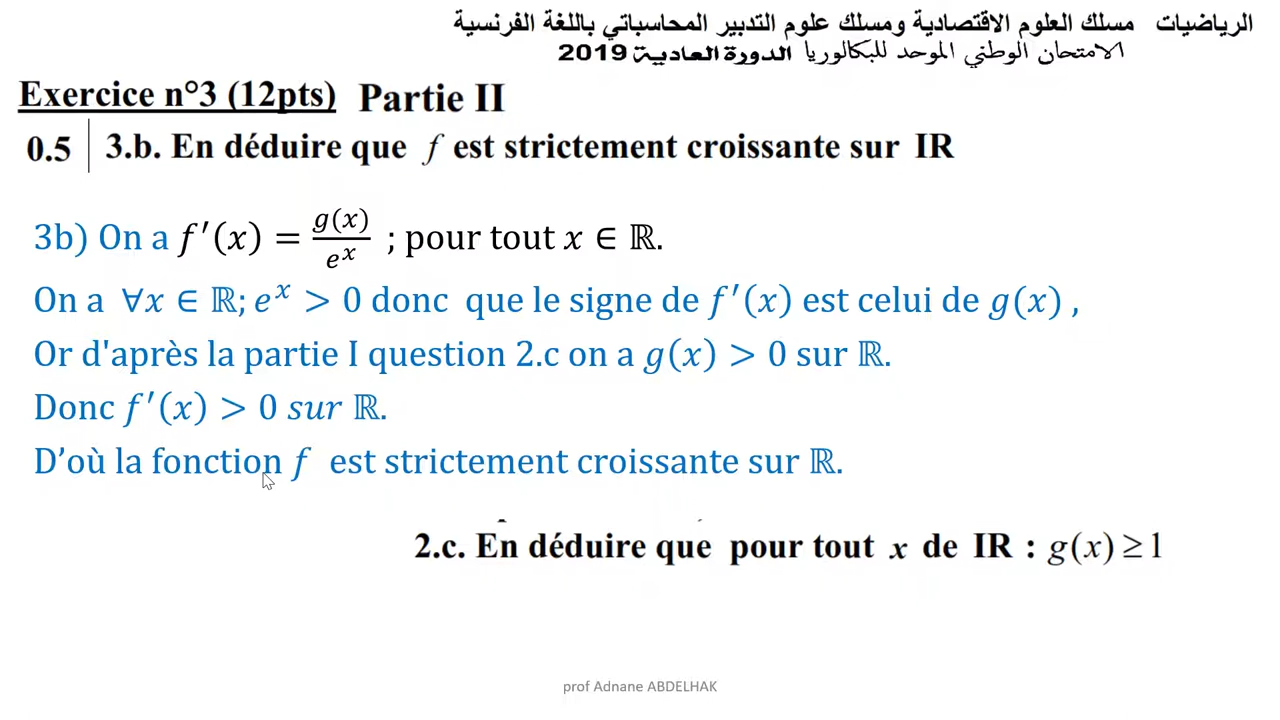 الرياضيات مسلك العلوم الاقتصادية ومسلك علوم التدبير المحاسباتي باللغة الفرنسية
الامتحان الوطني الموحد للبكالوريا الدورة العادية 2019
Exercice n°3 (12pts) Partie II
0.5 3.b. En déduire que f est strictement croissante sur IR
3b) On a f′(x) = g(x)/e^x ; pour tout x ∈ ℝ.
On a ∀x ∈ ℝ; e^x > 0 donc que le signe de f′(x) est celui de g(x) ,
Or d'après la partie I question 2.c on a g(x) > 0 sur ℝ.
Donc f′(x) > 0 sur ℝ.
D’où la fonction f est strictement croissante sur ℝ.
2.c. En déduire que pour tout x de IR : g(x) ≥ 1
prof Adnane ABDELHAK